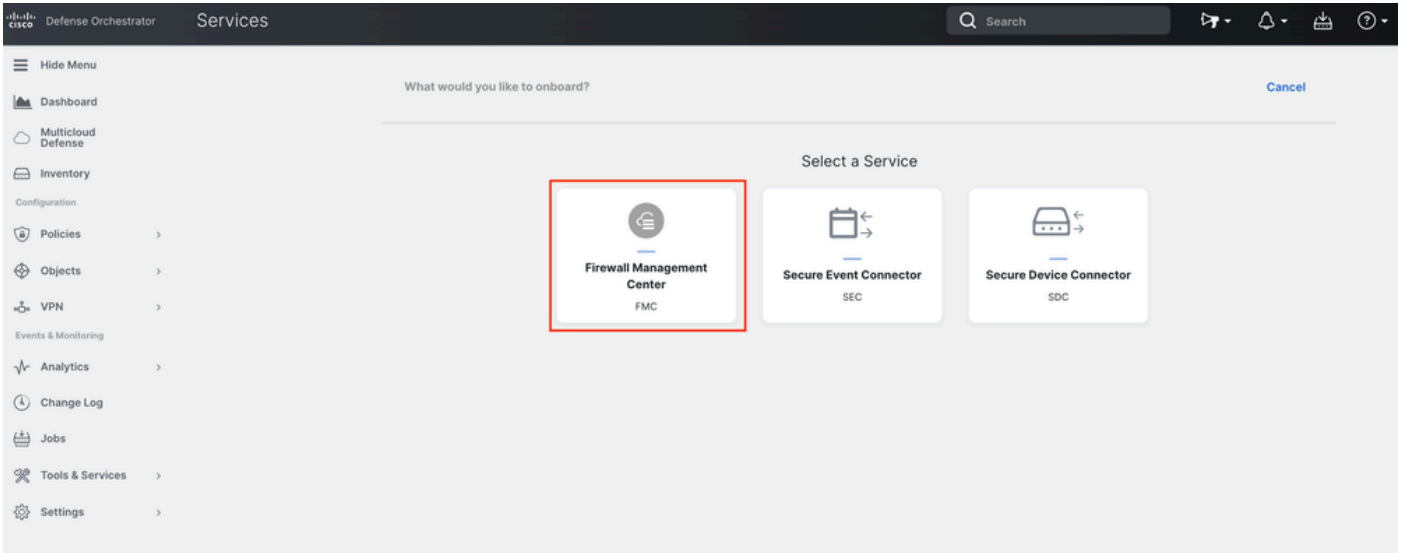 cisco Defense Orchestrator Services Search
Hide Menu
What would you like to onboard? Cancel
Dashboard
Multicloud
Defense
Inventory
Configuration
Policies
Objects
VPN
Events & Monitoring
Analytics
Change Log
Jobs
Tools & Services
Settings
Select a Service
Firewall Management
Center
FMC
Secure Event Connector
SEC
Secure Device Connector
SDC